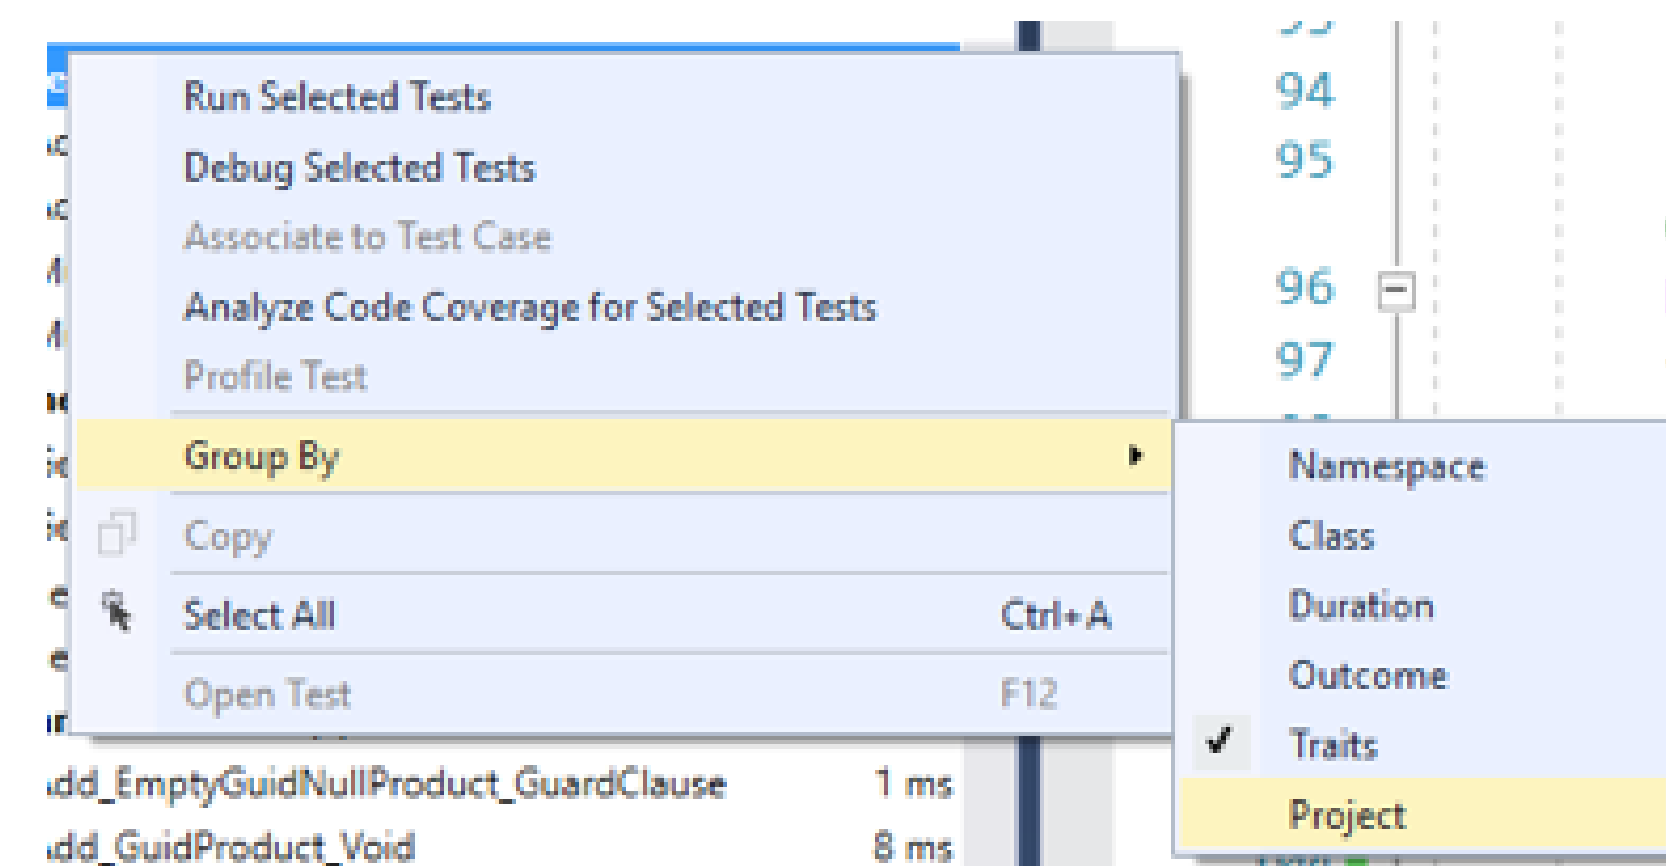 Run Selected Tests
Debug Selected Tests
Associate to Test Case
Analyze Code Coverage for Selected Tests
Profile Test
Group By
Copy
Select All Ctrl+A
Open Test F12
94
95
96
97
Namespace
Class
Duration
Outcome
Traits
Project
dd_EmptyGuidNullProduct_GuardClause 1 ms
dd_GuidProduct_Void 8 ms